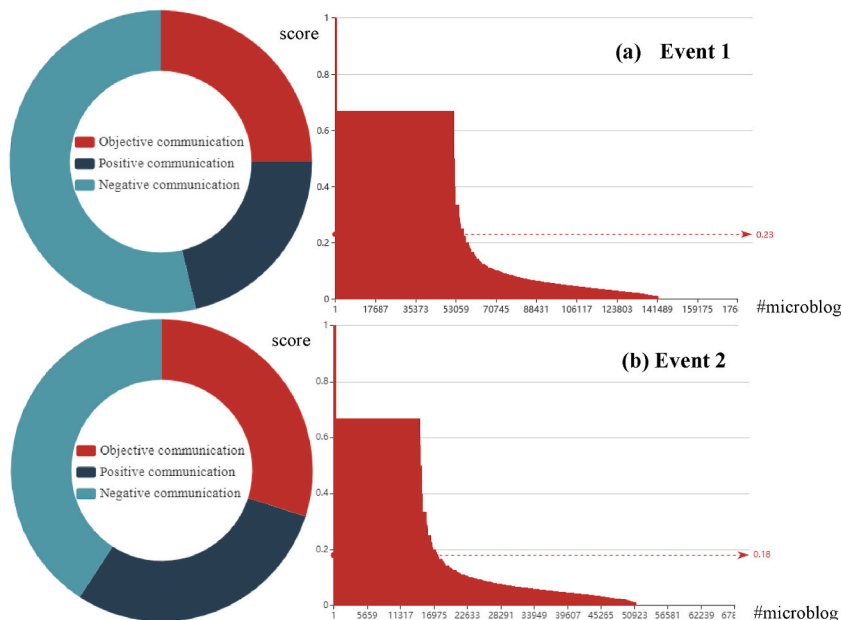 score
1
(a) Event 1
0.8
Objective communication
Positive communication
Negative communication
0.6
0.4
0.23
0.2
0
1 17687 35373 53059 70745 88431 106117 123803 141489 159175 176
#microblog
score
1
(b) Event 2
0.8
Objective communication
Positive communication
Negative communication
0.6
0.4
0.2
0.18
0
1 5659 11317 16975 22633 28291 33949 39607 45265 50923 56581 62239 678
#microblog